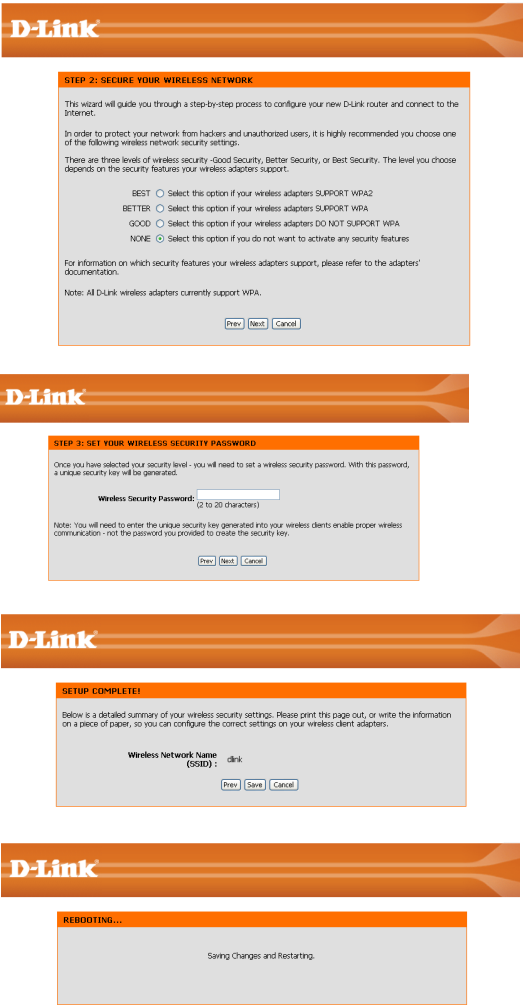 D-Link
STEP 2: SECURE YOUR WIRELESS NETWORK
This wizard will guide you through a step-by-step process to configure your new D-Link router and connect to the
Internet.
In order to protect your network from hackers and unauthorized users, it is highly recommended you choose one
of the following wireless network security settings.
There are three levels of wireless security -Good Security, Better Security, or Best Security. The level you choose
depends on the security features your wireless adapters support.
BEST Select this option if your wireless adapters SUPPORT WPA2
BETTER Select this option if your wireless adapters SUPPORT WPA
GOOD Select this option if your wireless adapters DO NOT SUPPORT WPA
NONE Select this option if you do not want to activate any security features
For information on which security features your wireless adapters support, please refer to the adapters'
documentation.
Note: All D-Link wireless adapters currently support WPA.
Prev Next Cancel
D-Link
STEP 3: SET YOUR WIRELESS SECURITY PASSWORD
Once you have selected your security level - you will need to set a wireless security password. With this password,
a unique security key will be generated.
Wireless Security Password:
(2 to 20 characters)
Note: You will need to enter the unique security key generated into your wireless clients enable proper wireless
communication - not the password you provided to create the security key.
Prev Next Cancel
D-Link
SETUP COMPLETE!
Below is a detailed summary of your wireless security settings. Please print this page out, or write the information
on a piece of paper, so you can configure the correct settings on your wireless client adapters.
Wireless Network Name
(SSID) : dlink
Prev Save Cancel
D-Link
REBOOTING...
Saving Changes and Restarting.